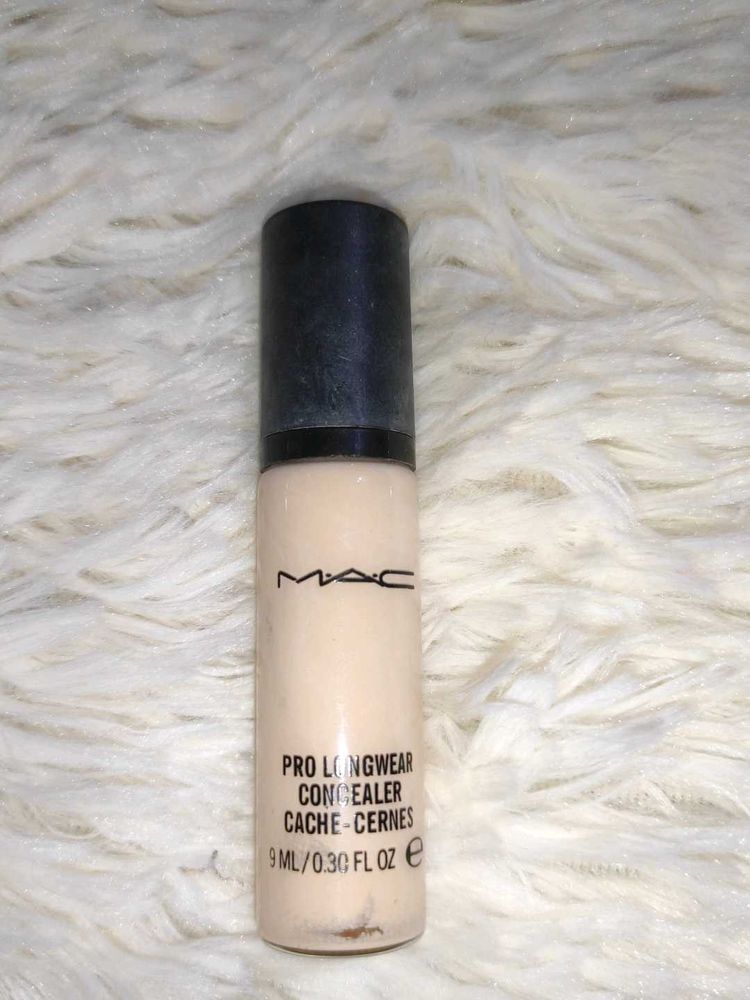 M·A·C
PRO LONGWEAR
CONCEALER
CACHE-CERNES
9 ML/0.30 FL OZ ℮